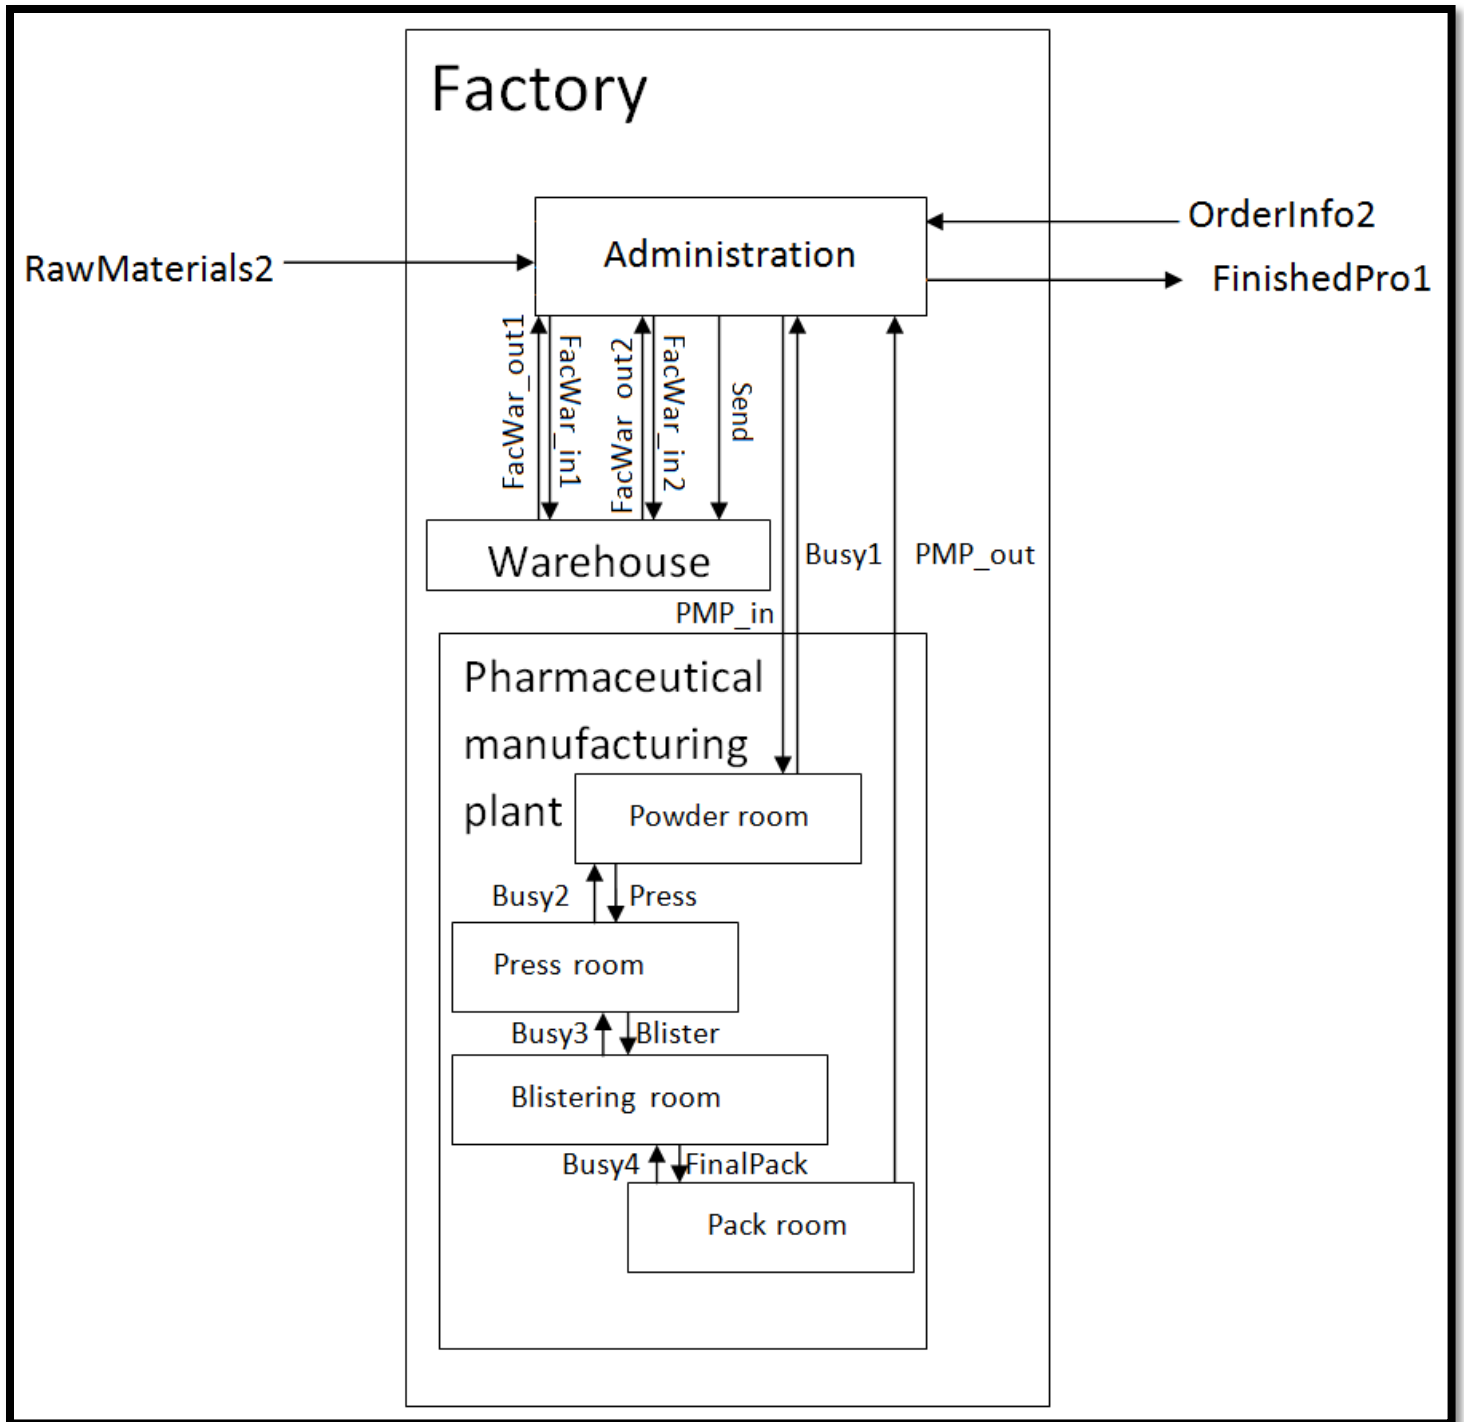 Factory
OrderInfo2
Administration
RawMaterials2
FinishedPro1
FacWar_out1
FacWar_in1
FacWar_out2
FacWar_in2
Send
Warehouse
Busy1
PMP_out
PMP_in
Pharmaceutical
manufacturing
plant
Powder room
Busy2
Press
Press room
Busy3
Blister
Blistering room
Busy4
FinalPack
Pack room